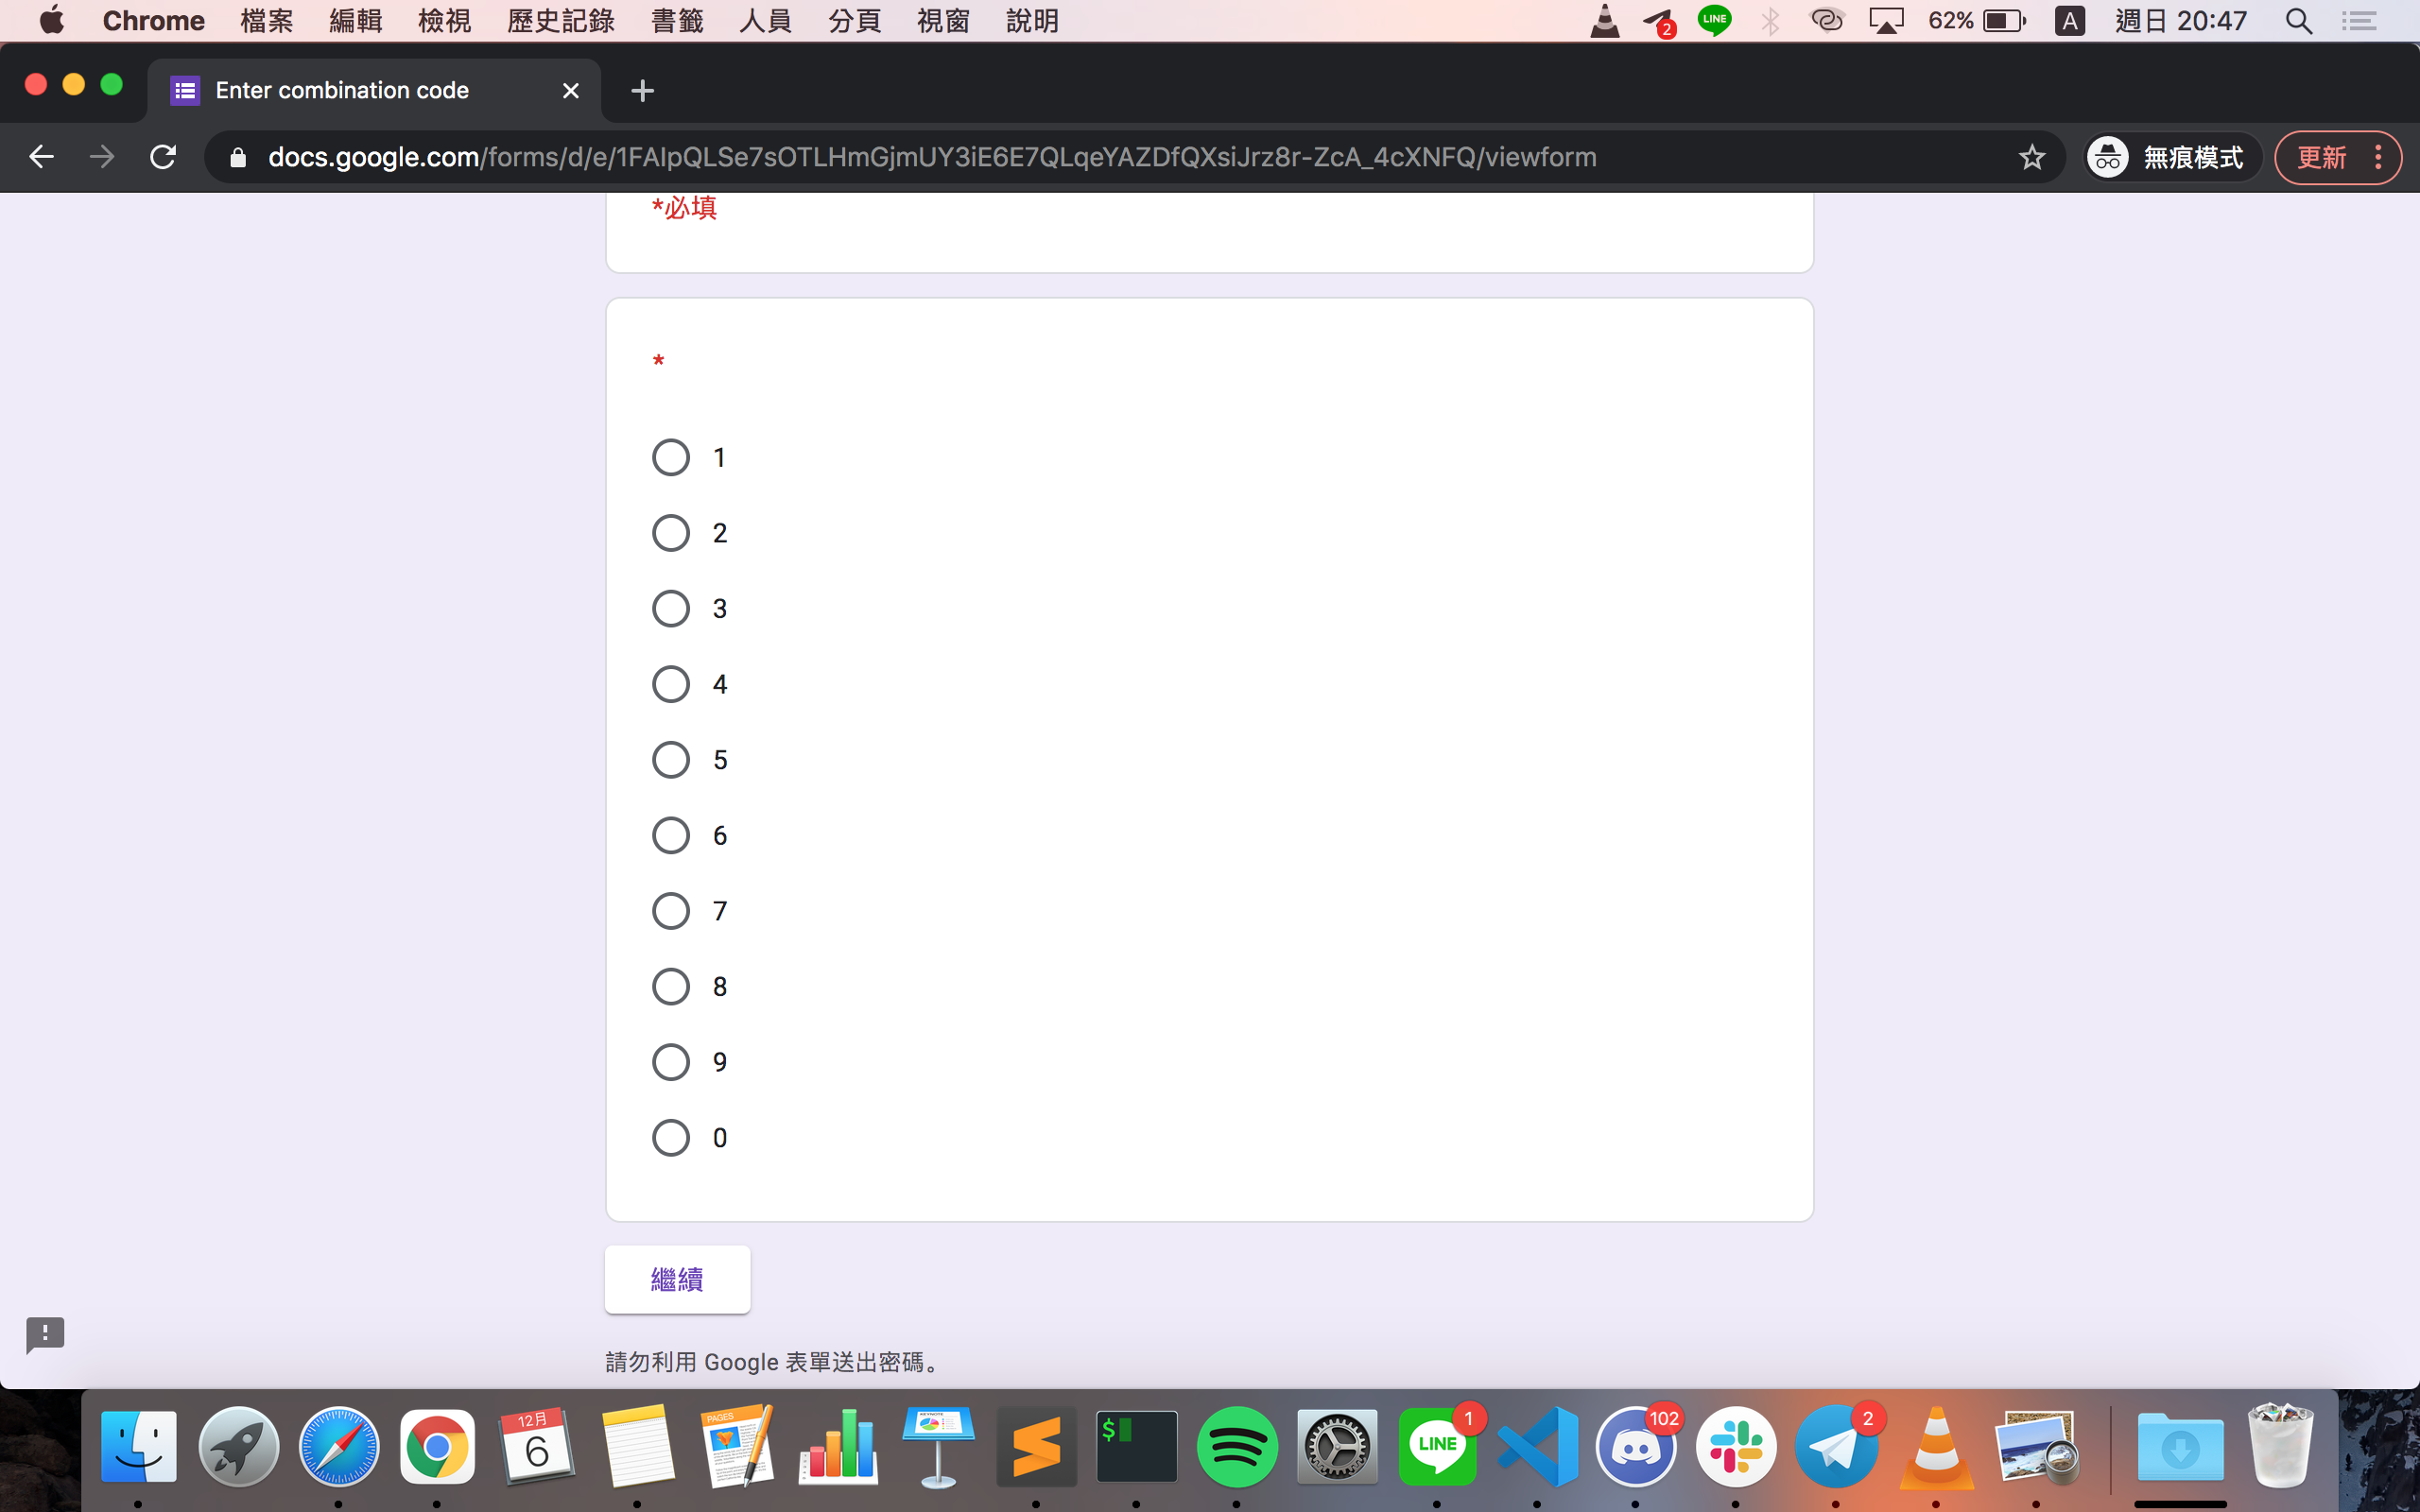 Chrome 檔案 編輯 檢視 歷史記錄 書籤 人員 分頁 視窗 說明 2 LINE 62% A 週日 20:47
Enter combination code
docs.google.com/forms/d/e/1FAIpQLSe7sOTLHmGjmUY3iE6E7QLqeYAZDfQXsiJrz8r-ZcA_4cXNFQ/viewform 無痕模式 更新
*必填
*
1
2
3
4
5
6
7
8
9
0
繼續
請勿利用 Google 表單送出密碼。
12月
6
PAGES
$
LINE
1
102
2